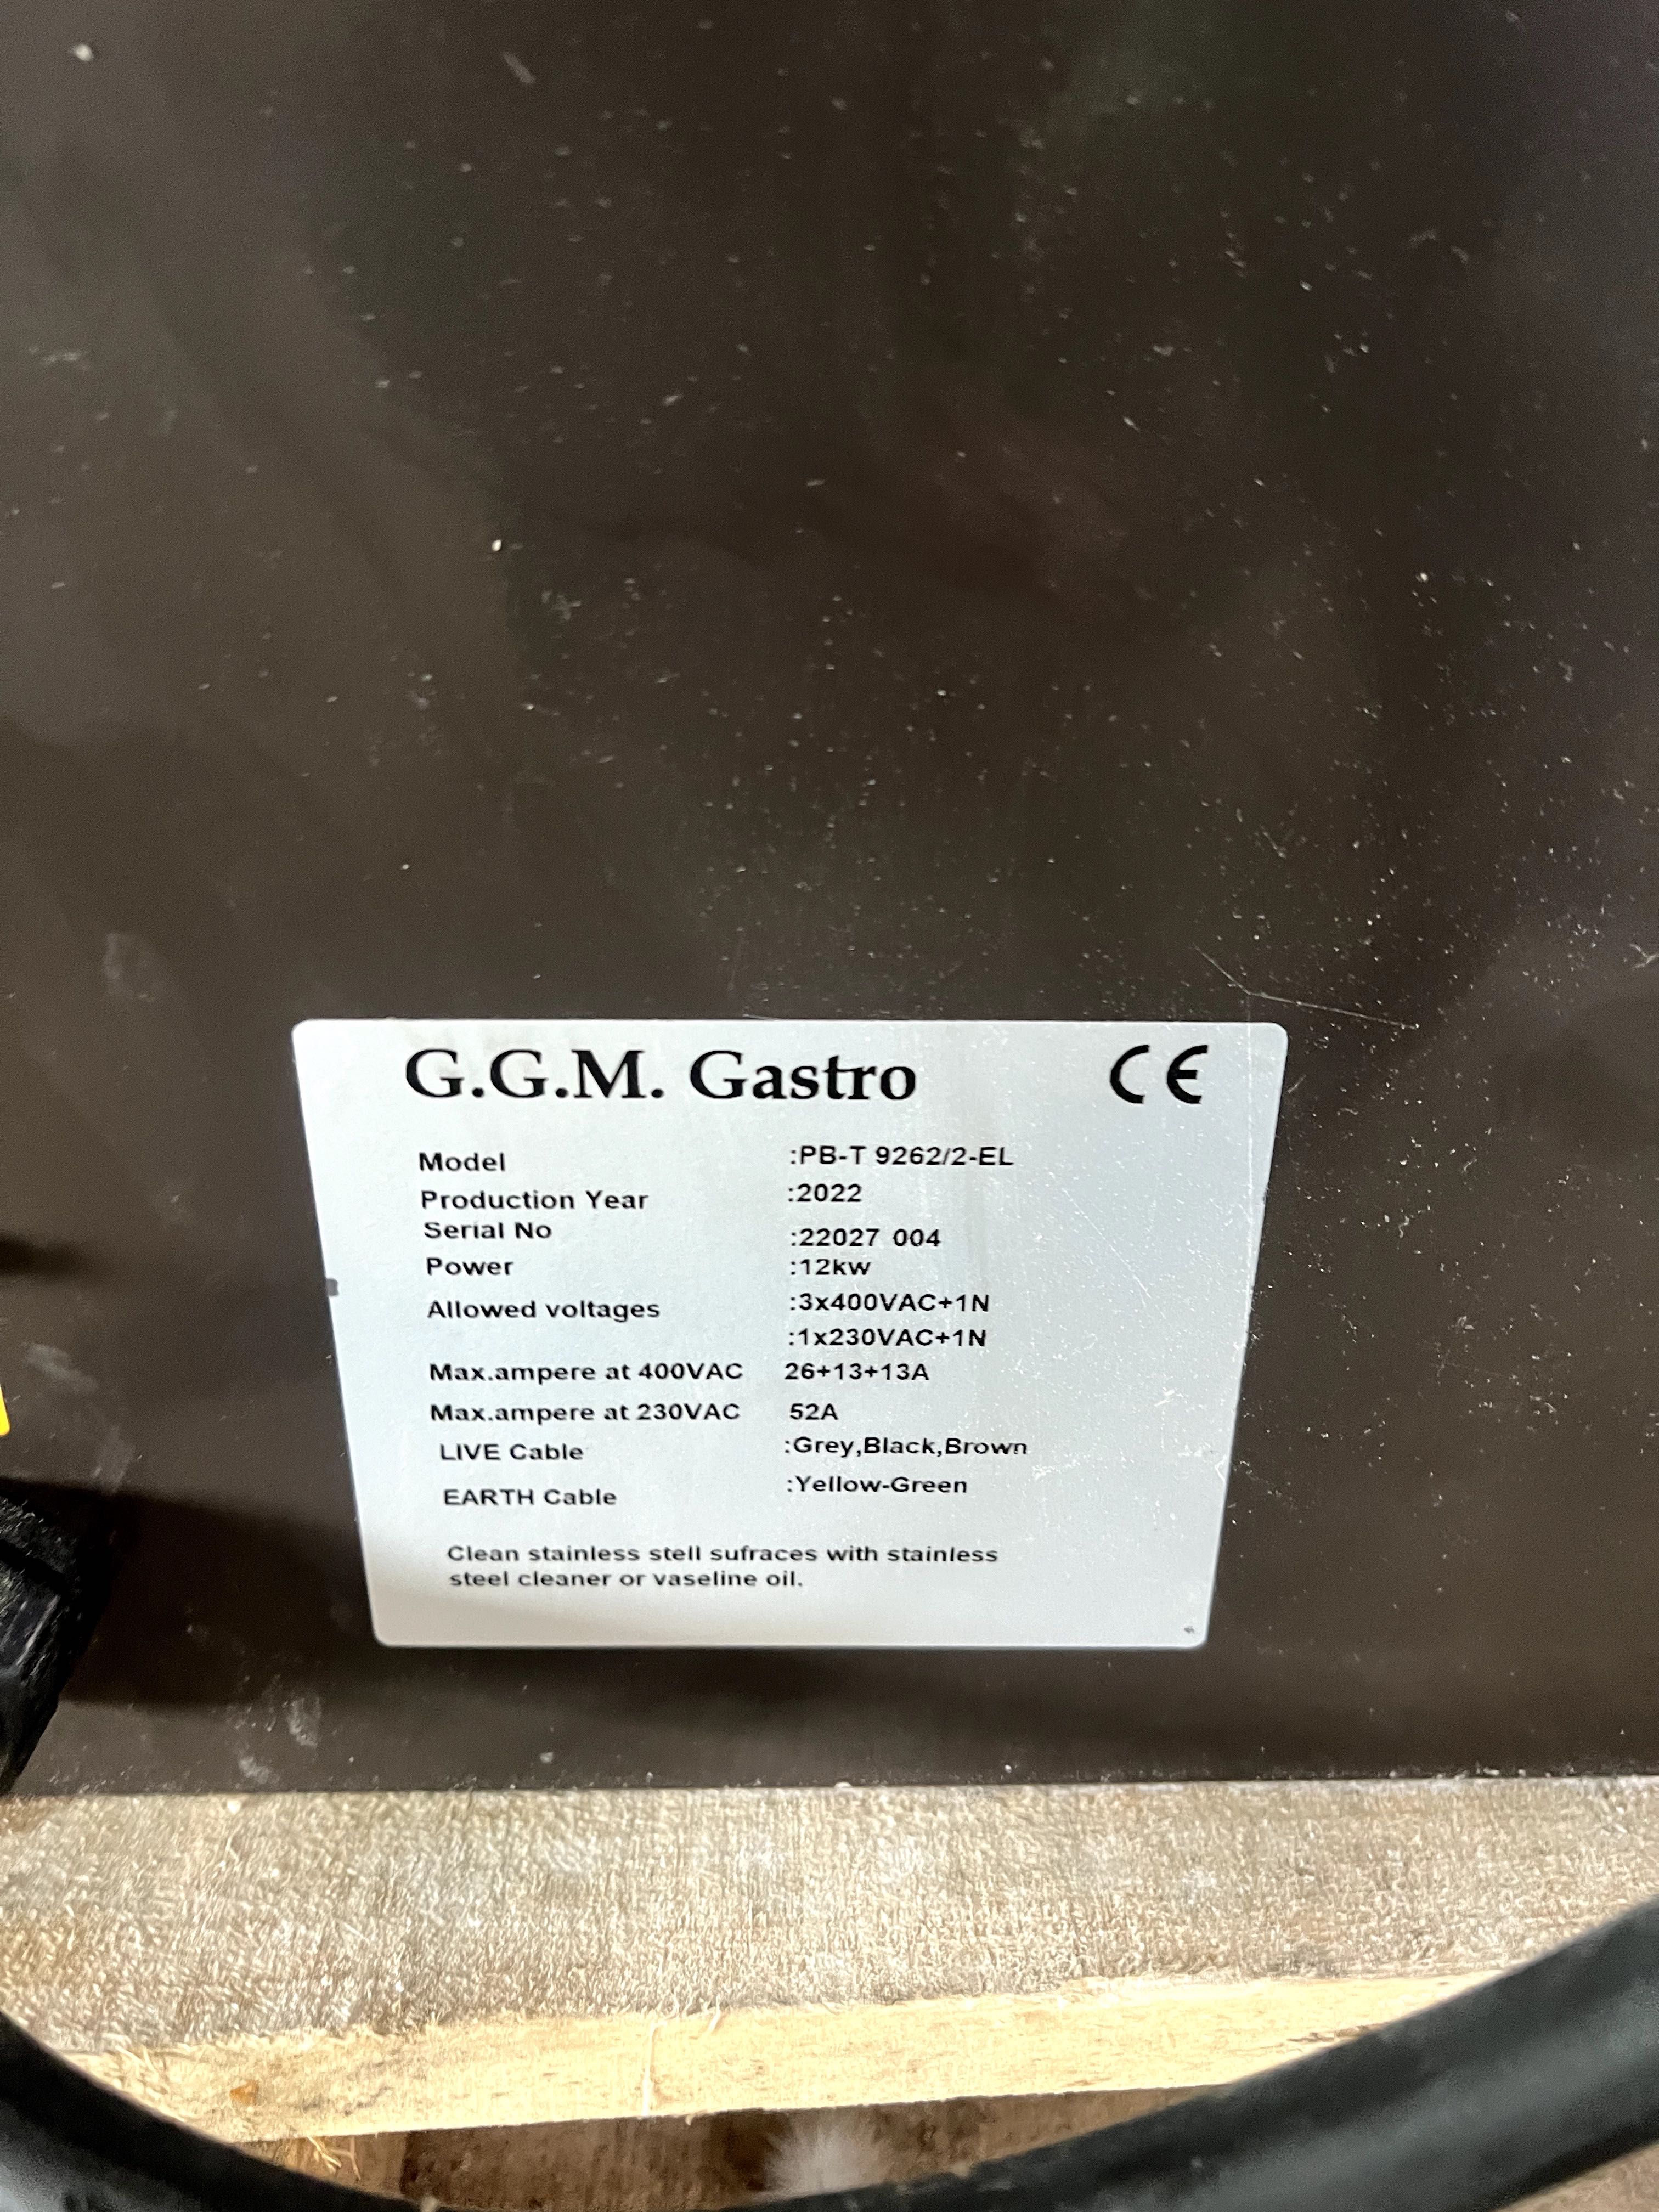 G.G.M. Gastro CE
Model :PB-T 9262/2-EL
Production Year :2022
Serial No :22027 004
Power :12kw
Allowed voltages :3x400VAC+1N
:1x230VAC+1N
Max.ampere at 400VAC 26+13+13A
Max.ampere at 230VAC 52A
LIVE Cable :Grey,Black,Brown
EARTH Cable :Yellow-Green
Clean stainless stell sufraces with stainless
steel cleaner or vaseline oil.